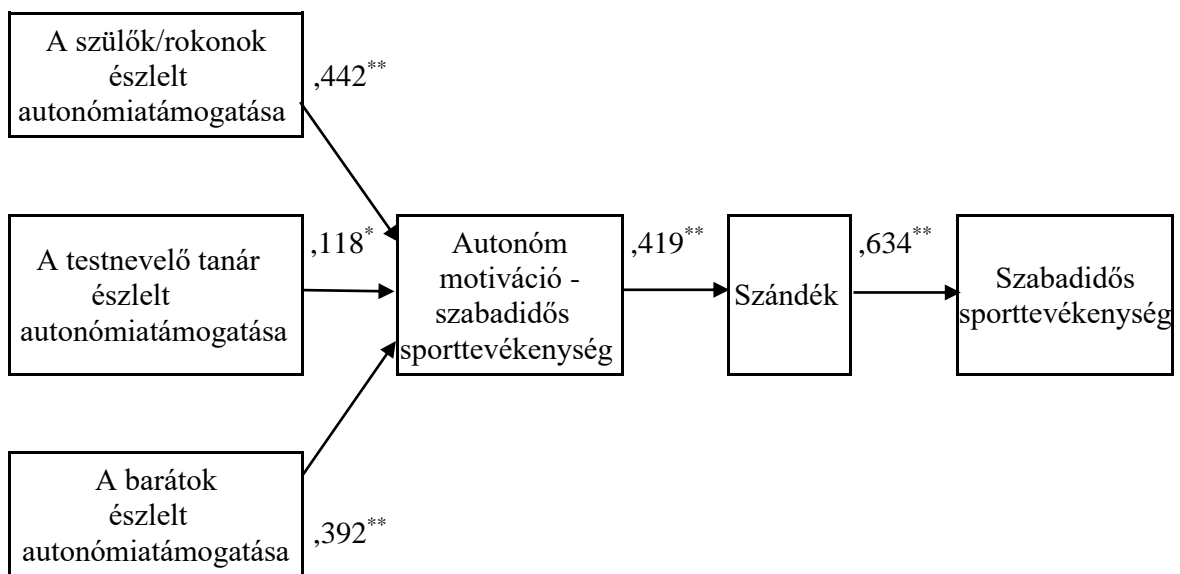 A szülők/rokonok
észlelt
autonómiatámogatása
,442**
A testnevelő tanár
észlelt
autonómiatámogatása
,118*
Autonóm
motiváció -
szabadidős
sporttevékenység
,419**
Szándék
,634**
Szabadidős
sporttevékenység
A barátok
észlelt
autonómiatámogatása
,392**